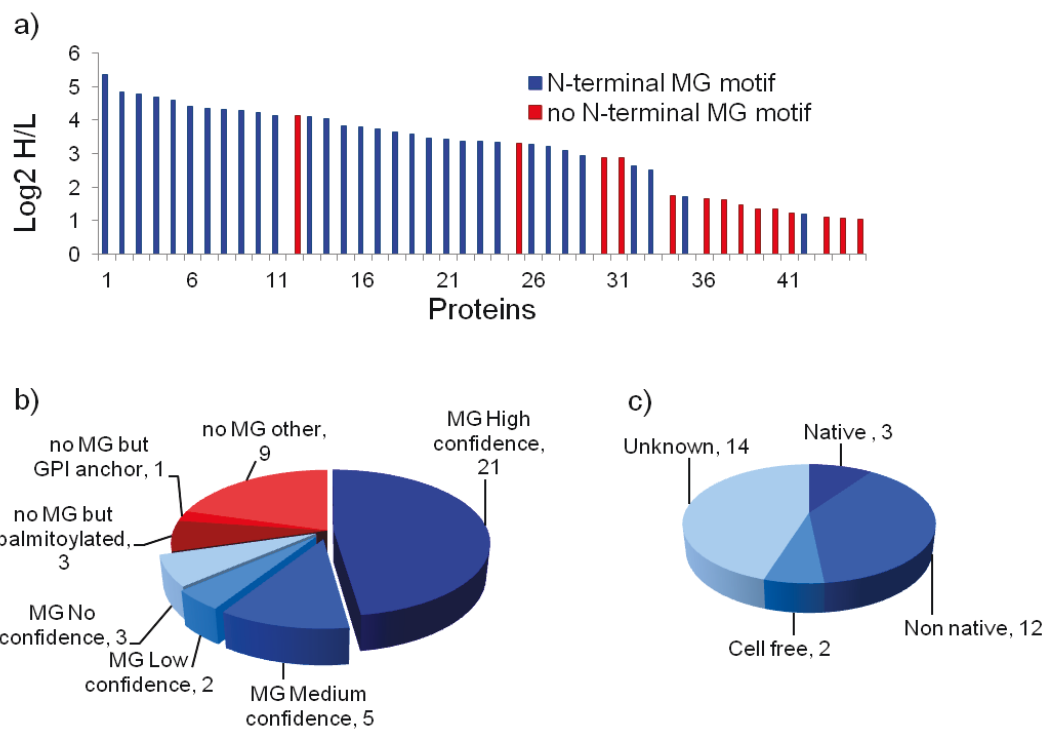 a)
6
5
4
3
2
1
0
Log2 H/L
N-terminal MG motif
no N-terminal MG motif
1 6 11 16 21 26 31 36 41
Proteins
b)
no MG but
GPI anchor, 1
no MG other,
9
MG High
confidence,
21
no MG but
palmitoylated,
3
MG No
confidence, 3
MG Low
confidence, 2
MG Medium
confidence, 5
c)
Unknown, 14
Native , 3
Cell free, 2
Non native, 12